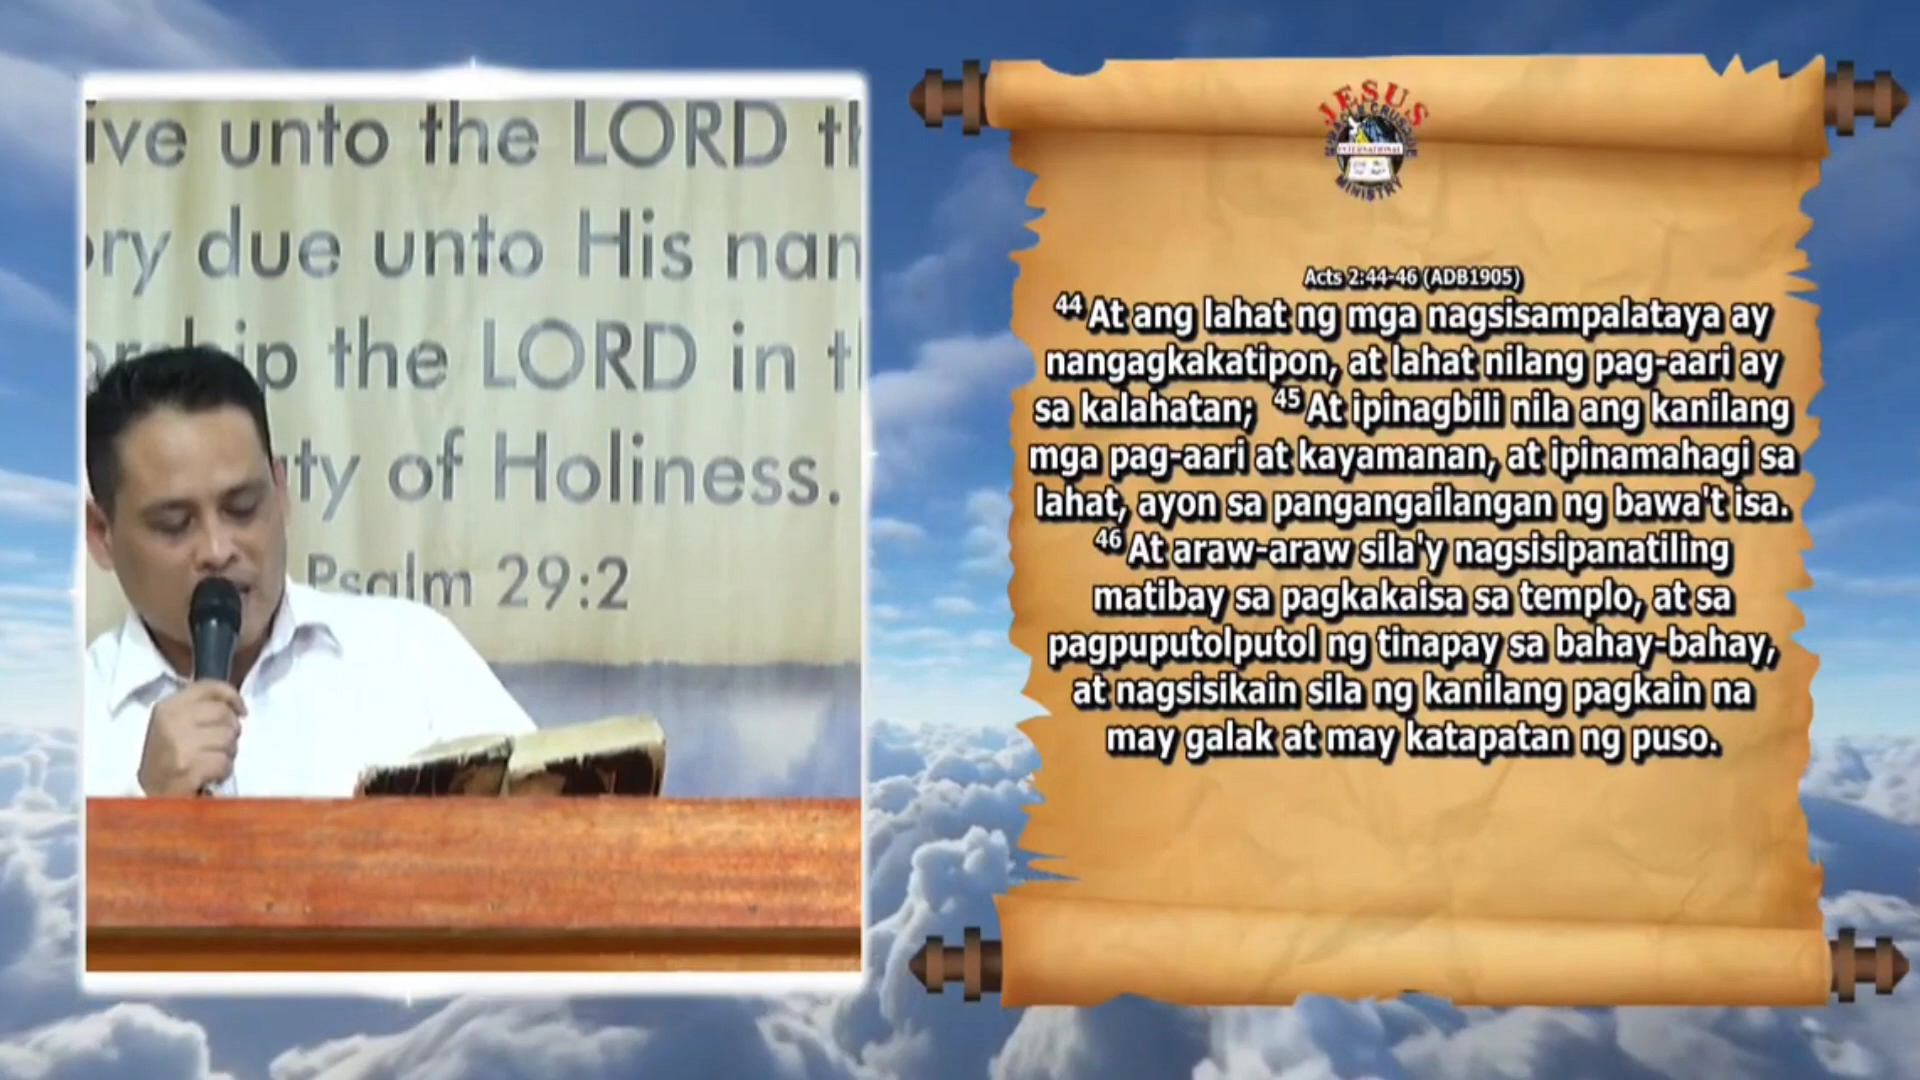 ive unto the LORD th
ory due unto His nam
orship the LORD in th
ty of Holiness.
Psalm 29:2
JESUS
MIRACLE CRUSADE
INTERNATIONAL
MINISTRY
Acts 2:44-46 (ADB1905)
44 At ang lahat ng mga nagsisampalataya ay
nangagkakatipon, at lahat nilang pag-aari ay
sa kalahatan; 45 At ipinagbili nila ang kanilang
mga pag-aari at kayamanan, at ipinamahagi sa
lahat, ayon sa pangangailangan ng bawa't isa.
46 At araw-araw sila'y nagsisipanatiling
matibay sa pagkakaisa sa templo, at sa
pagpuputolputol ng tinapay sa bahay-bahay,
at nagsisikain sila ng kanilang pagkain na
may galak at may katapatan ng puso.